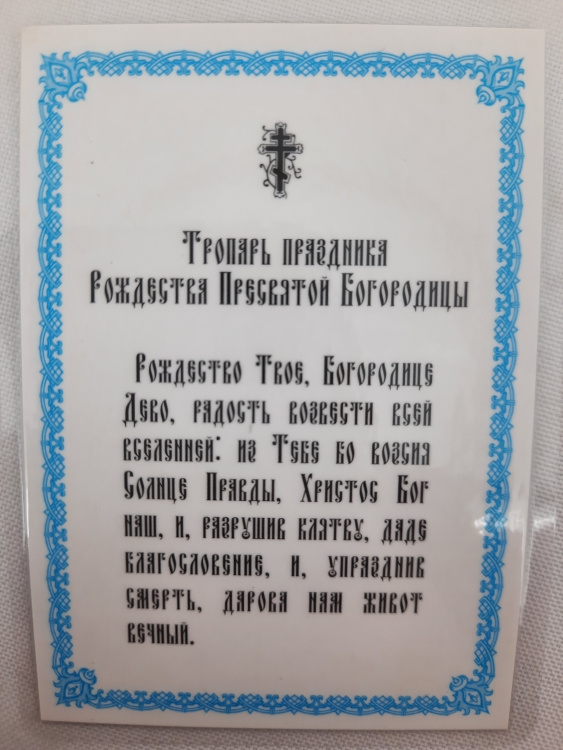 Тропарь праздника
Рождества Пресвятой Богородицы
Рождество Твое, Богородице
Дево, радость возвести всей
вселенней: из Тебе бо возсия
Солнце Правды, Христос Бог
наш, и, разрушив клятву, даде
благословение, и, упразднив
смерть, дарова нам живот
вечный.